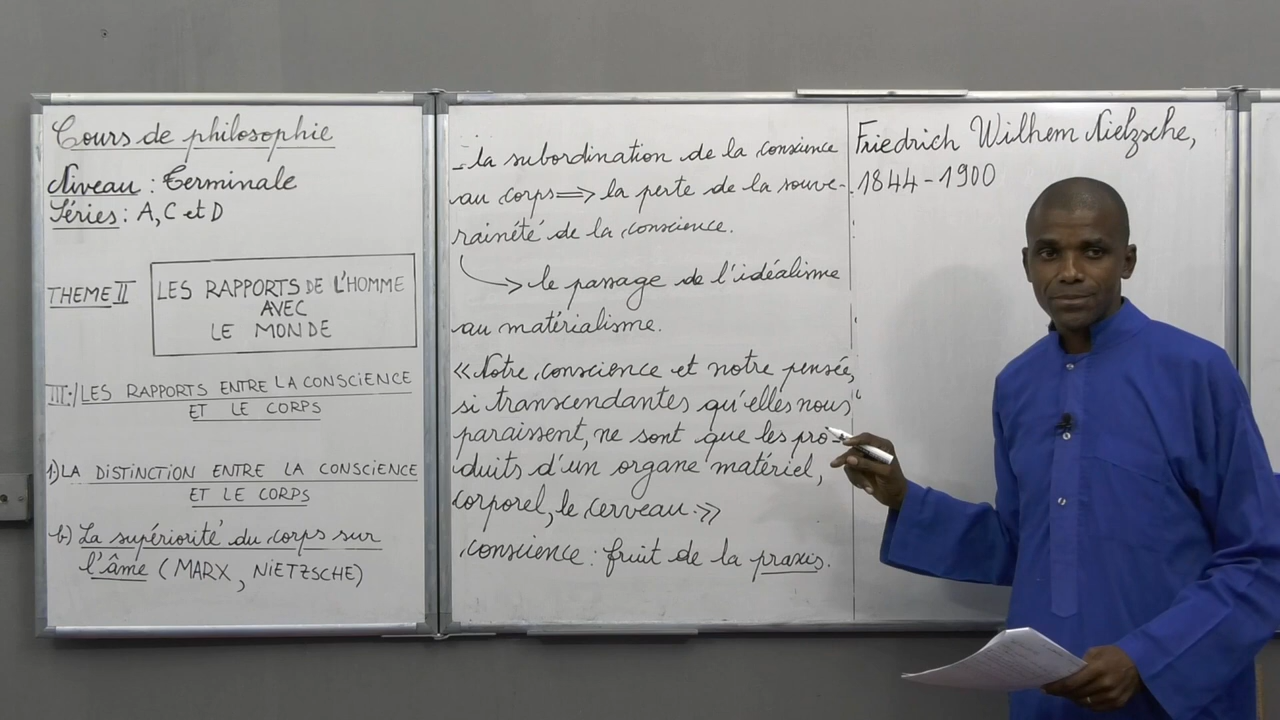 Cours de philosophie
Niveau : Terminale
Séries : A, C et D
THEME II
LES RAPPORTS DE L'HOMME
AVEC
LE MONDE
III:/ LES RAPPORTS ENTRE LA CONSCIENCE
ET LE CORPS
1) LA DISTINCTION ENTRE LA CONSCIENCE
ET LE CORPS
b) La supériorité du corps sur
l'âme (MARX, NIETZSCHE)
- la subordination de la conscience
au corps ⟹ la perte de la souve-
raineté de la conscience.
→ le passage de l'idéalisme
au matérialisme.
« Notre conscience et notre pensée,
si transcendantes qu'elles nous
paraissent, ne sont que les pro-
duits d'un organe matériel,
corporel, le cerveau. »
conscience : fruit de la praxis.
Friedrich Wilhem Nietzsche,
1844 - 1900